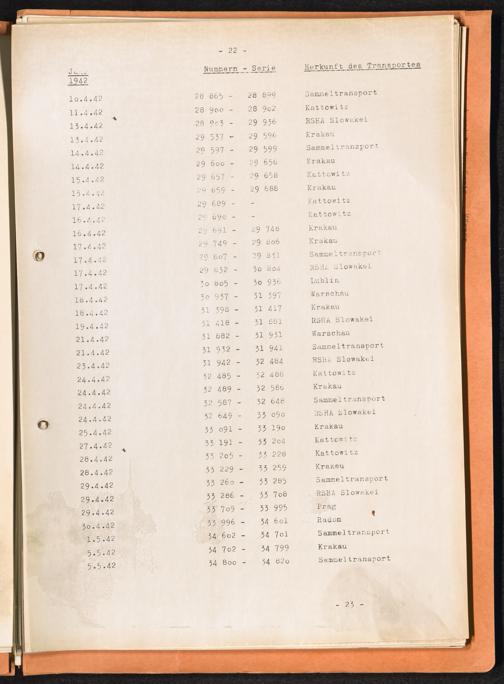 - 22 -
Nummern - Serie Herkunft des Transportes
1942
10.4.42 28 865 - 28 899 Sammeltransport
11.4.42 28 900 - 28 902 Kattowitz
13.4.42 28 903 - 29 536 RSHA Slowakei
13.4.42 29 537 - 29 596 Krakau
14.4.42 29 597 - 29 599 Sammeltransport
14.4.42 29 600 - 29 656 Krakau
15.4.42 29 657 - 29 658 Kattowitz
15.4.42 29 659 - 29 688 Krakau
17.4.42 29 689 - - Kattowitz
16.4.42 29 690 - - Kattowitz
16.4.42 29 691 - 29 748 Krakau
17.4.42 29 749 - 29 806 Krakau
17.4.42 29 807 - 29 831 Sammeltransport
17.4.42 29 832 - 30 804 RSHA Slowakei
17.4.42 30 805 - 30 936 Lublin
18.4.42 30 937 - 31 397 Warschau
18.4.42 31 398 - 31 417 Krakau
19.4.42 31 418 - 31 881 RSHA Slowakei
21.4.42 31 882 - 31 931 Warschau
21.4.42 31 932 - 31 941 Sammeltransport
23.4.42 31 942 - 32 484 RSHA Slowakei
24.4.42 32 485 - 32 488 Kattowitz
24.4.42 32 489 - 32 586 Krakau
24.4.42 32 587 - 32 648 Sammeltransport
24.4.42 32 649 - 33 090 RSHA Slowakei
25.4.42 33 091 - 33 190 Krakau
27.4.42 33 191 - 33 204 Kattowitz
28.4.42 33 205 - 33 228 Kattowitz
28.4.42 33 229 - 33 259 Krakau
29.4.42 33 260 - 33 285 Sammeltransport
29.4.42 33 286 - 33 708 RSHA Slowakei
29.4.42 33 709 - 33 995 Prag
30.4.42 33 996 - 34 601 Radom
1.5.42 34 602 - 34 701 Sammeltransport
5.5.42 34 702 - 34 799 Krakau
5.5.42 34 800 - 34 820 Sammeltransport
- 23 -